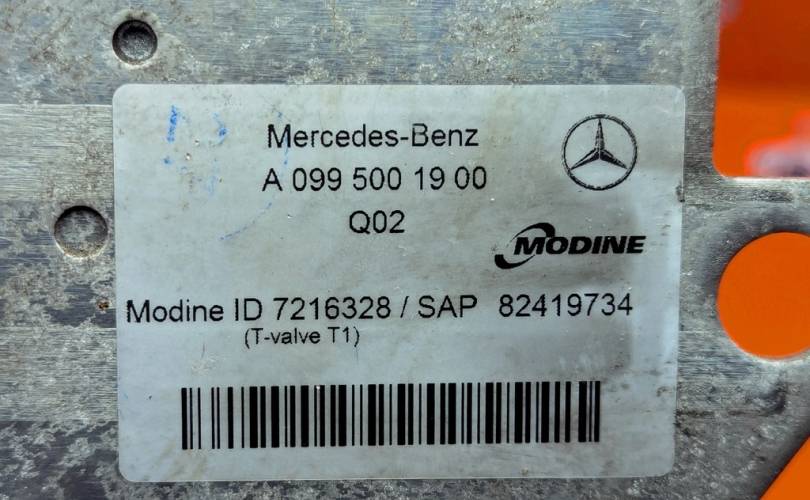 Mercedes-Benz
A 099 500 19 00
Q02
MODINE
Modine ID 7216328 / SAP 82419734
(T-valve T1)